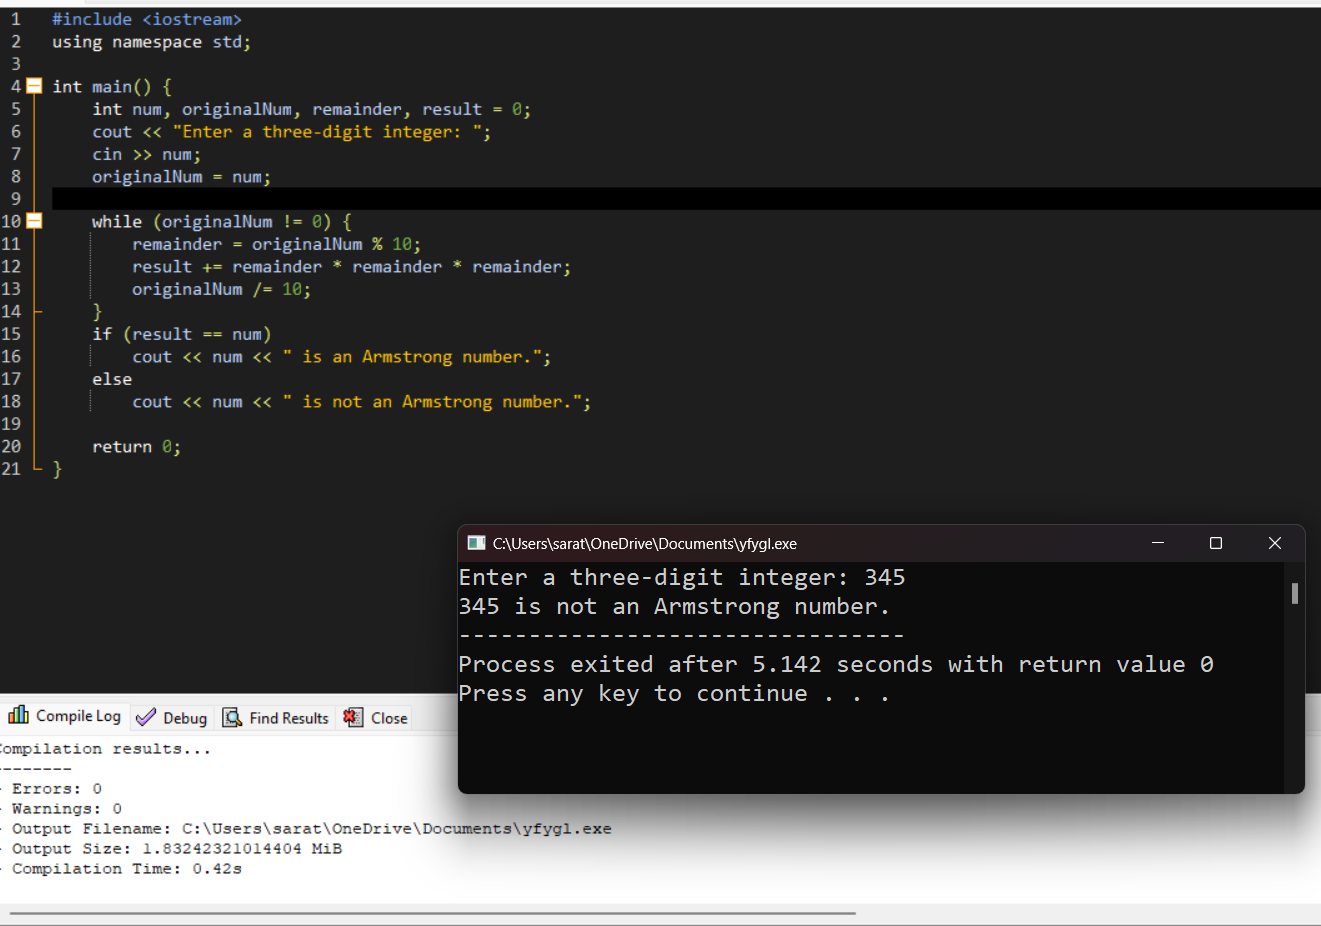 1 #include <iostream>
2 using namespace std;
3
4 int main() {
5 int num, originalNum, remainder, result = 0;
6 cout << "Enter a three-digit integer: ";
7 cin >> num;
8 originalNum = num;
9
10 while (originalNum != 0) {
11 remainder = originalNum % 10;
12 result += remainder * remainder * remainder;
13 originalNum /= 10;
14 }
15 if (result == num)
16 cout << num << " is an Armstrong number.";
17 else
18 cout << num << " is not an Armstrong number.";
19
20 return 0;
21 }
C:\Users\sarat\OneDrive\Documents\yfygl.exe
Enter a three-digit integer: 345
345 is not an Armstrong number.
--------------------------------
Process exited after 5.142 seconds with return value 0
Press any key to continue . . .
Compile Log Debug Find Results Close
Compilation results...
--------
- Errors: 0
- Warnings: 0
- Output Filename: C:\Users\sarat\OneDrive\Documents\yfygl.exe
- Output Size: 1.83242321014404 MiB
- Compilation Time: 0.42s